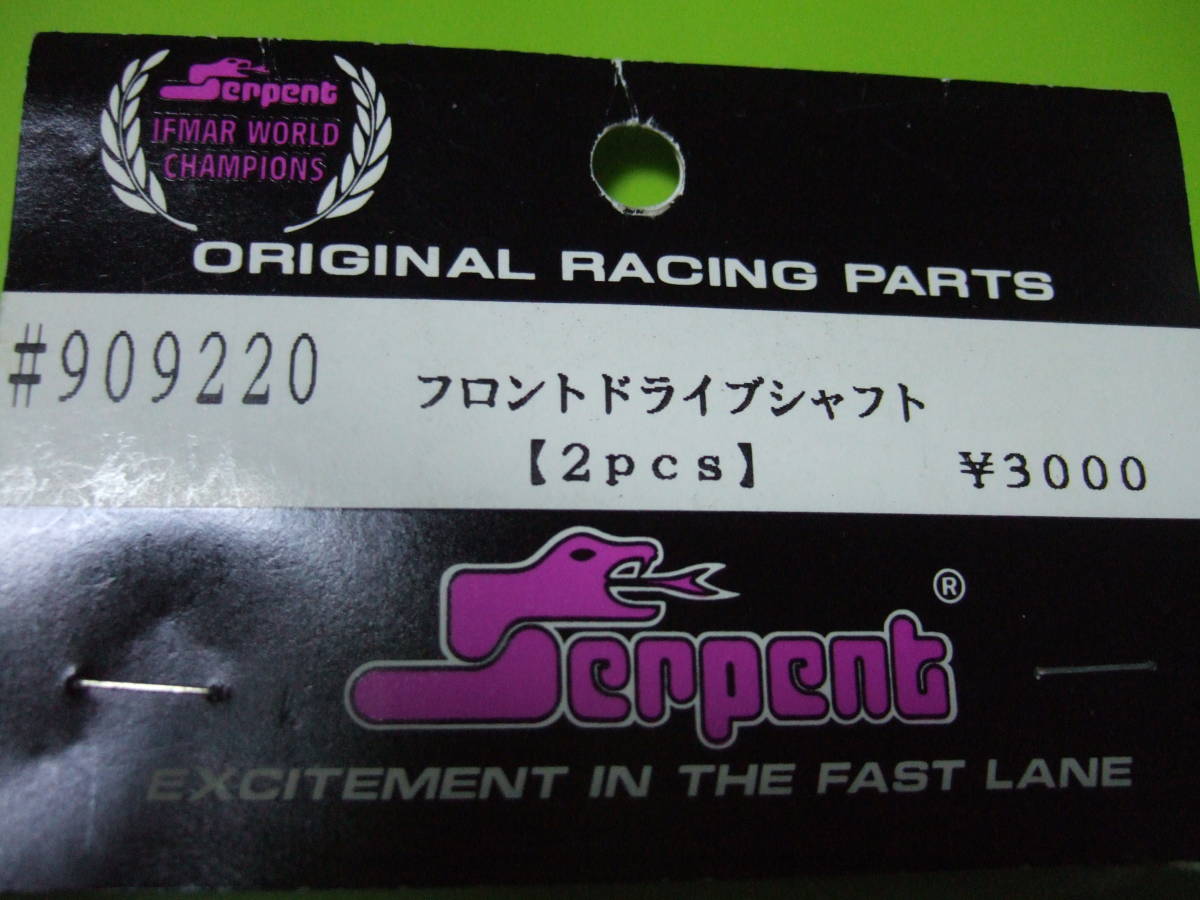 Serpent
IFMAR WORLD
CHAMPIONS
ORIGINAL RACING PARTS
#909220 フロントドライブシャフト
【2pcs】 ¥3000
Serpent®
EXCITEMENT IN THE FAST LANE